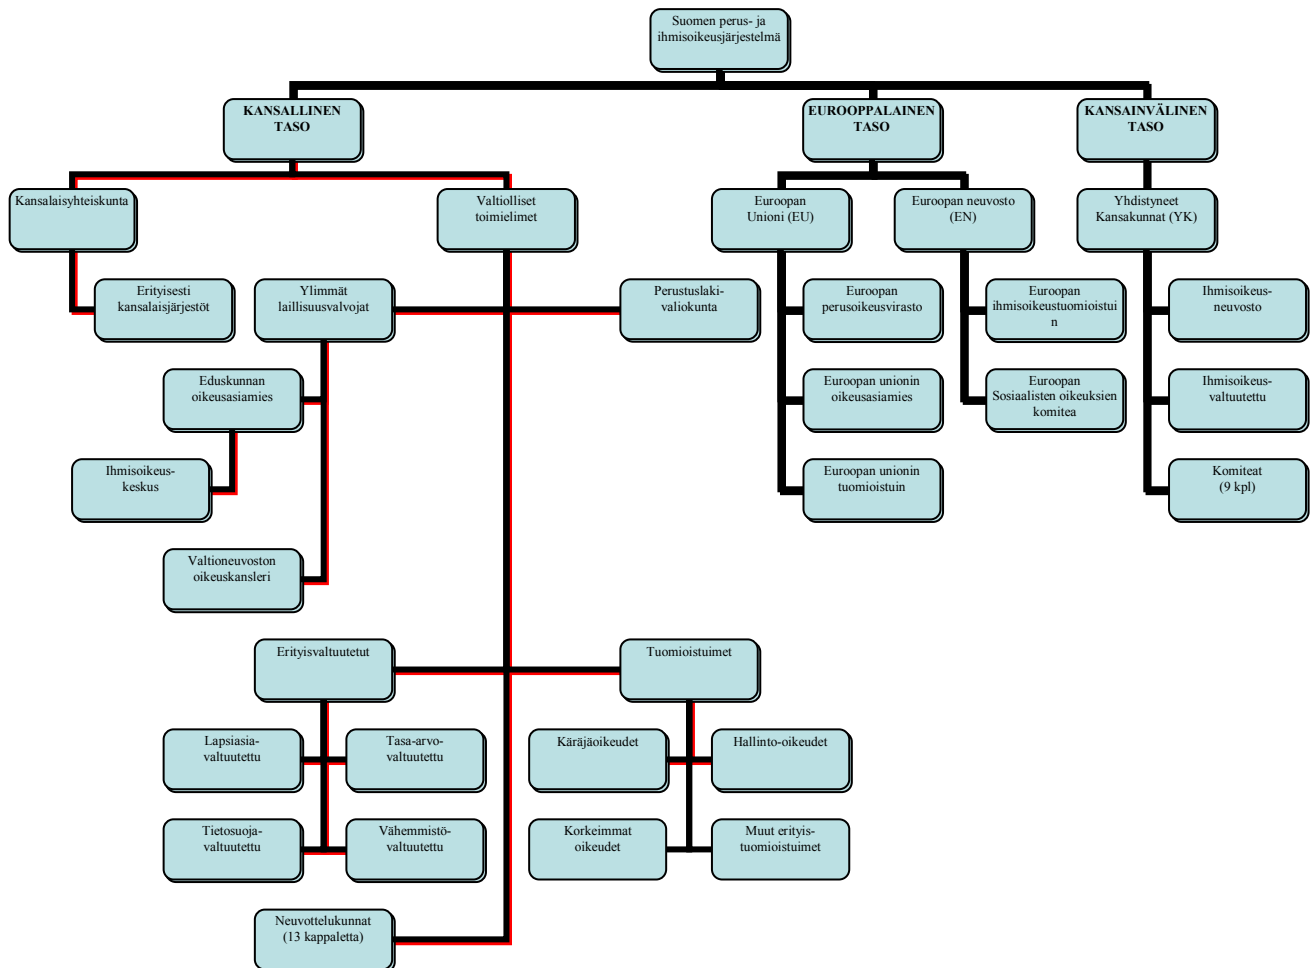 Suomen perus- ja
ihmisoikeusjärjestelmä
KANSALLINEN
TASO
EUROOPPALAINEN
TASO
KANSAINVÄLINEN
TASO
Kansalaisyhteiskunta
Valtiolliset
toimielimet
Euroopan
Unioni (EU)
Euroopan neuvosto
(EN)
Yhdistyneet
Kansakunnat (YK)
Erityisesti
kansalaisjärjestöt
Ylimmät
laillisuusvalvojat
Perustuslaki-
valiokunta
Euroopan
perusoikeusvirasto
Euroopan
ihmisoikeustuomioistui
n
Ihmisoikeus-
neuvosto
Eduskunnan
oikeusasiamies
Euroopan unionin
oikeusasiamies
Euroopan
Sosiaalisten oikeuksien
komitea
Ihmisoikeus-
valtuutettu
Ihmisoikeus-
keskus
Euroopan unionin
tuomioistuin
Komiteat
(9 kpl)
Valtioneuvoston
oikeuskansleri
Erityisvaltuutetut
Tuomioistuimet
Lapsiasia-
valtuutettu
Tasa-arvo-
valtuutettu
Käräjäoikeudet
Hallinto-oikeudet
Tietosuoja-
valtuutettu
Vähemmistö-
valtuutettu
Korkeimmat
oikeudet
Muut erityis-
tuomioistuimet
Neuvottelukunnat
(13 kappaletta)